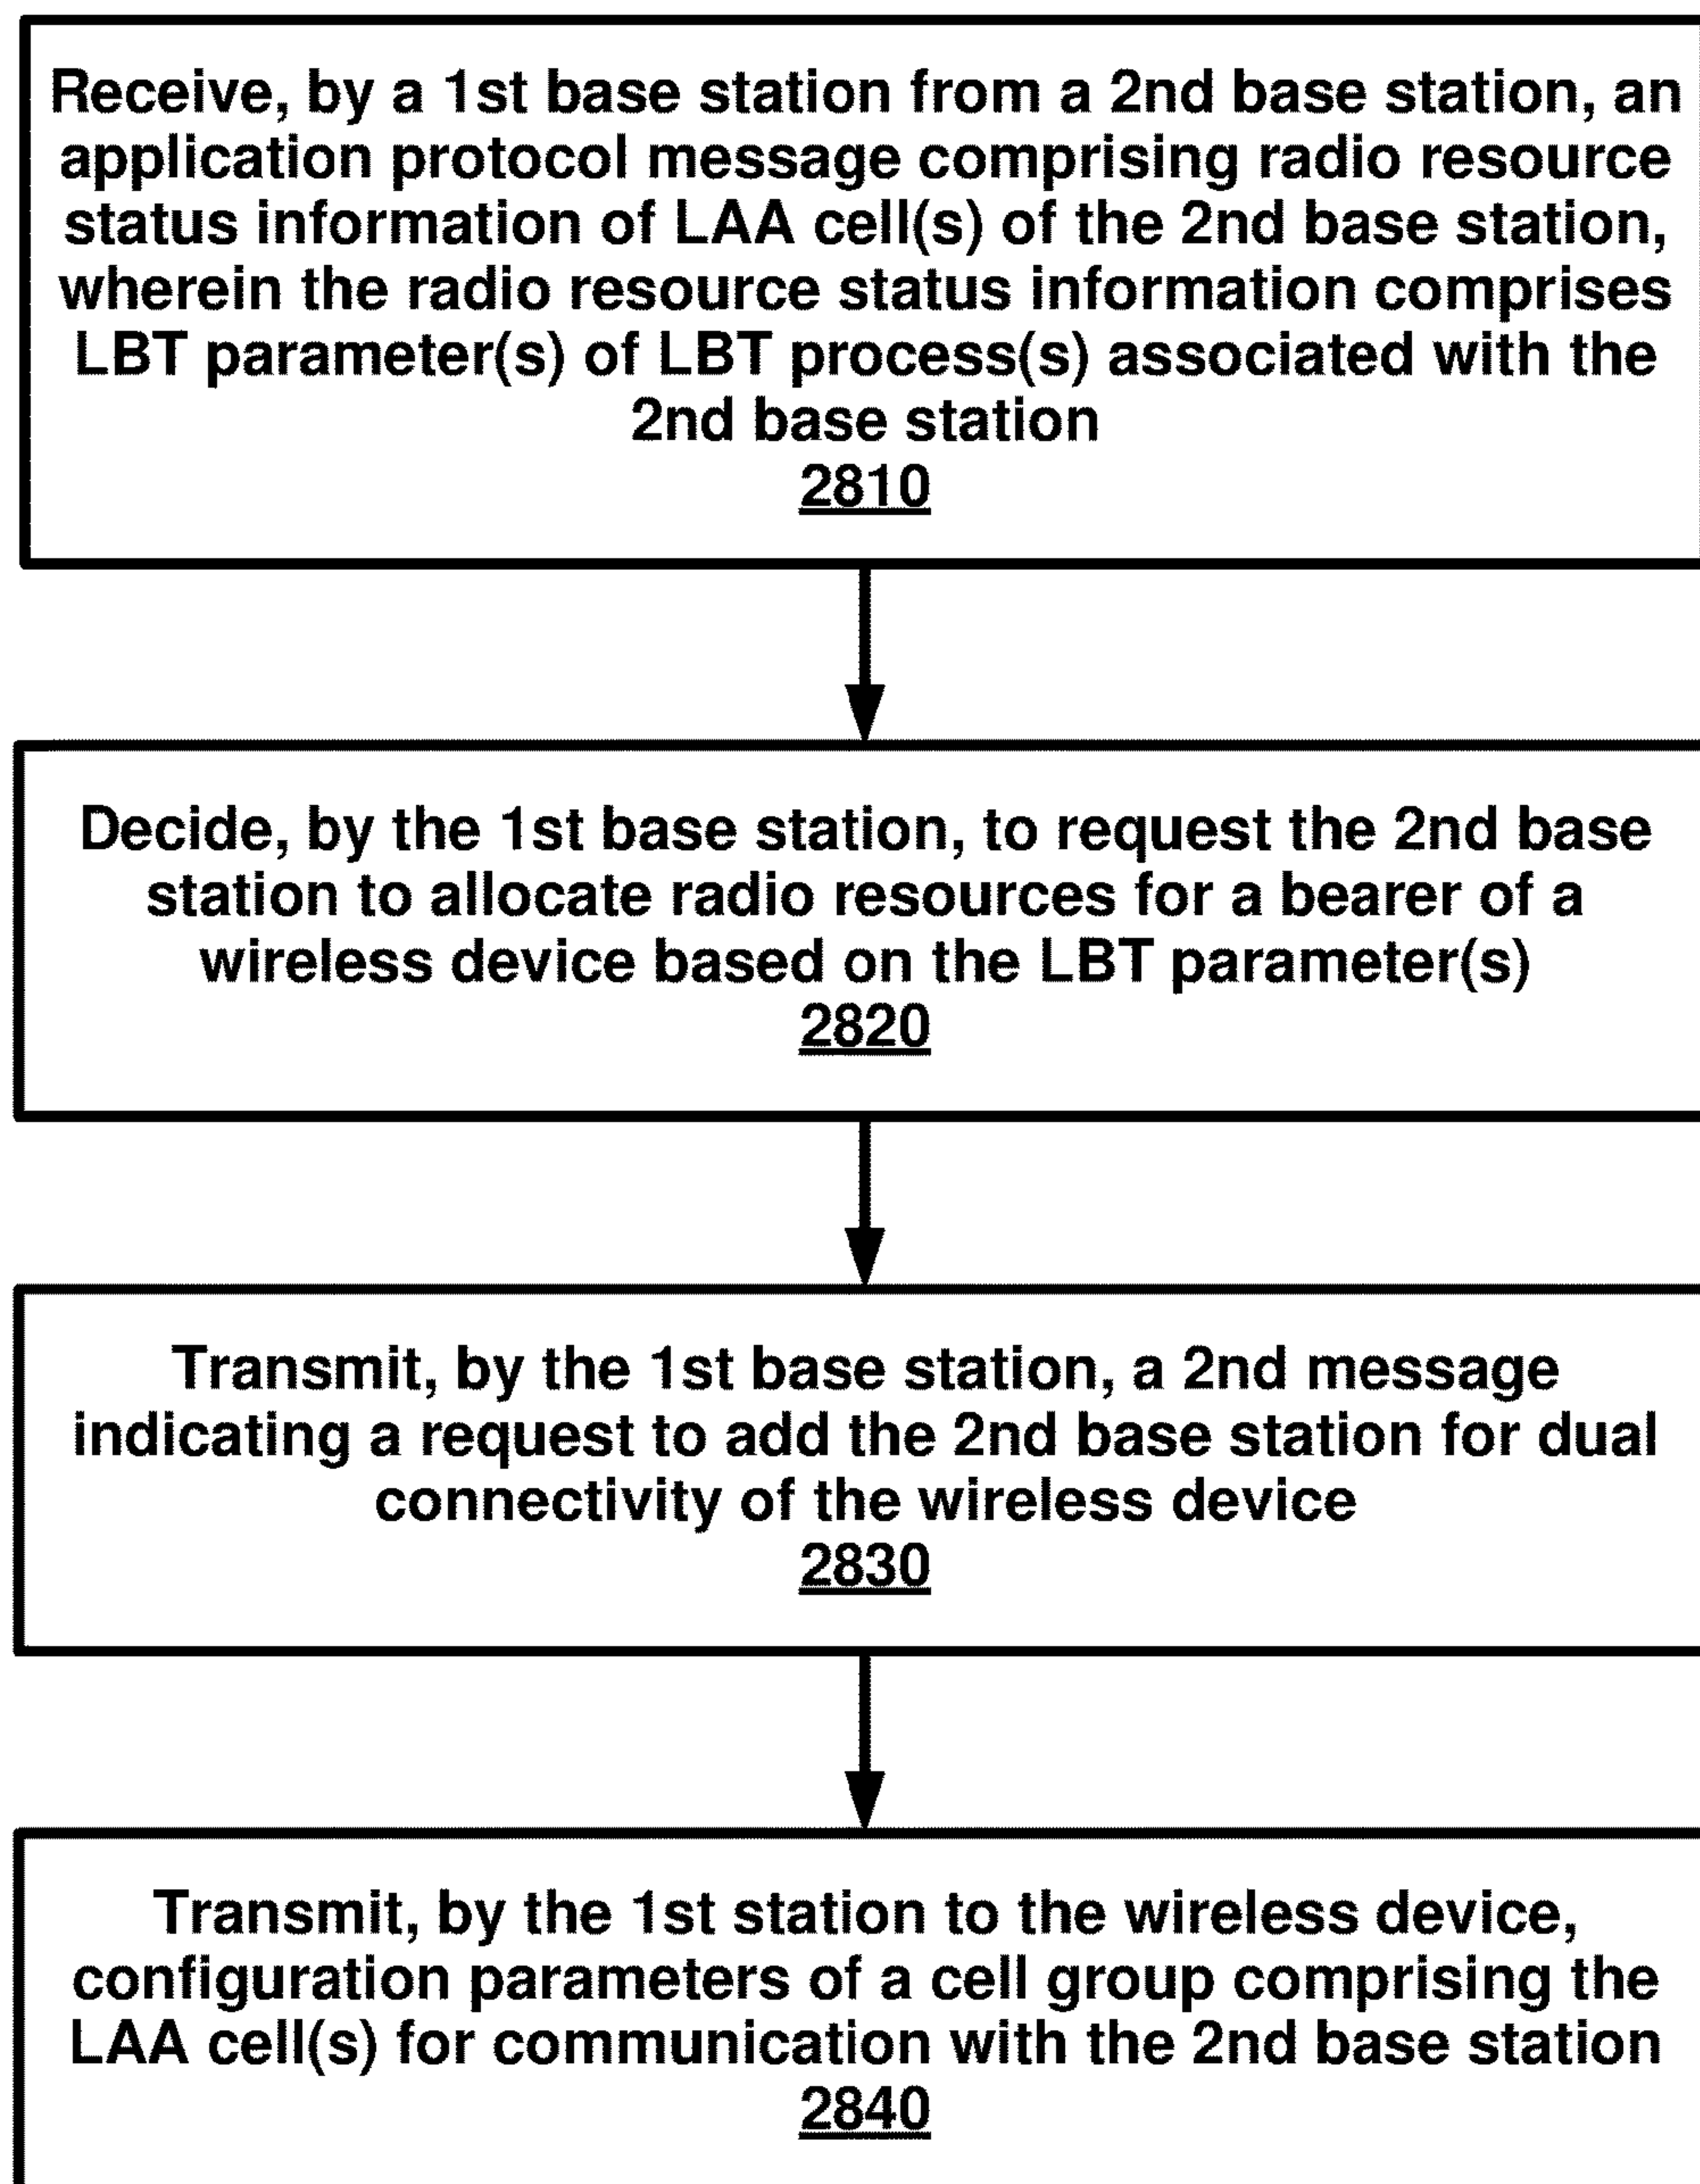 Receive, by a 1st base station from a 2nd base station, an
application protocol message comprising radio resource
status information of LAA cell(s) of the 2nd base station,
wherein the radio resource status information comprises
LBT parameter(s) of LBT process(s) associated with the
2nd base station
2810
Decide, by the 1st base station, to request the 2nd base
station to allocate radio resources for a bearer of a
wireless device based on the LBT parameter(s)
2820
Transmit, by the 1st base station, a 2nd message
indicating a request to add the 2nd base station for dual
connectivity of the wireless device
2830
Transmit, by the 1st station to the wireless device,
configuration parameters of a cell group comprising the
LAA cell(s) for communication with the 2nd base station
2840